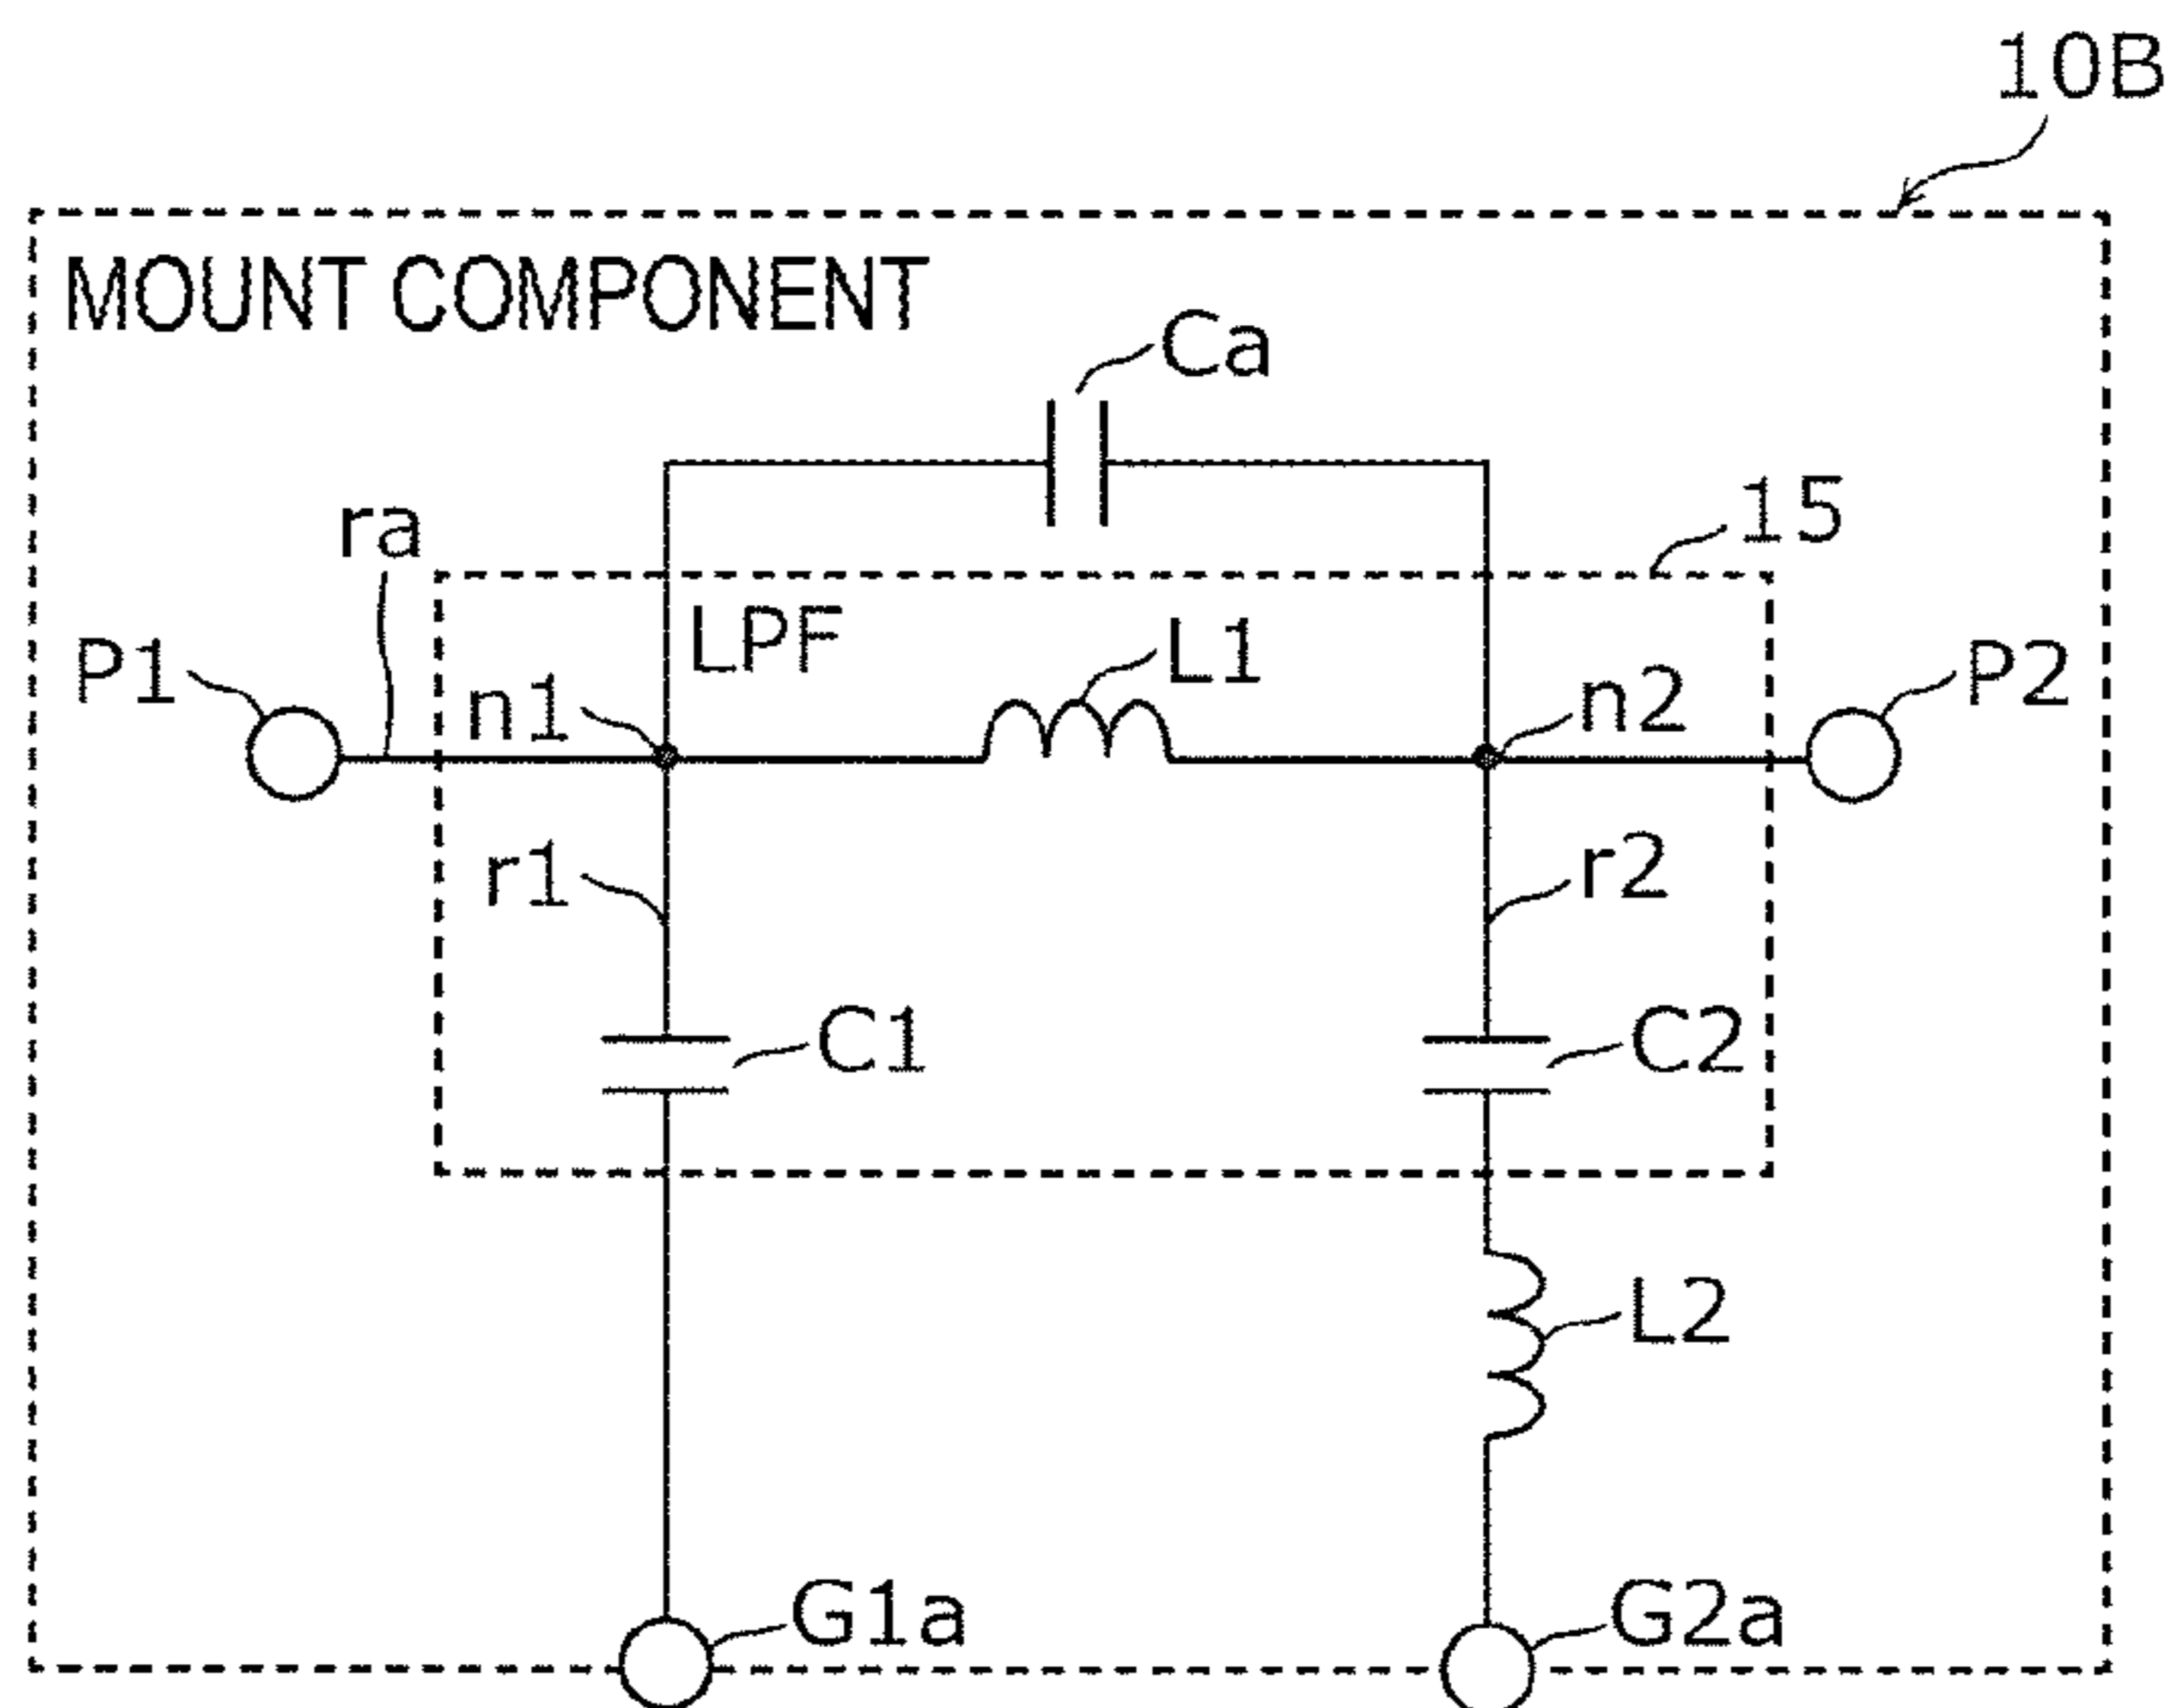 10B
MOUNT COMPONENT
Ca
ra
15
LPF
L1
P1
n1
n2
P2
r1
r2
C1
C2
L2
G1a
G2a